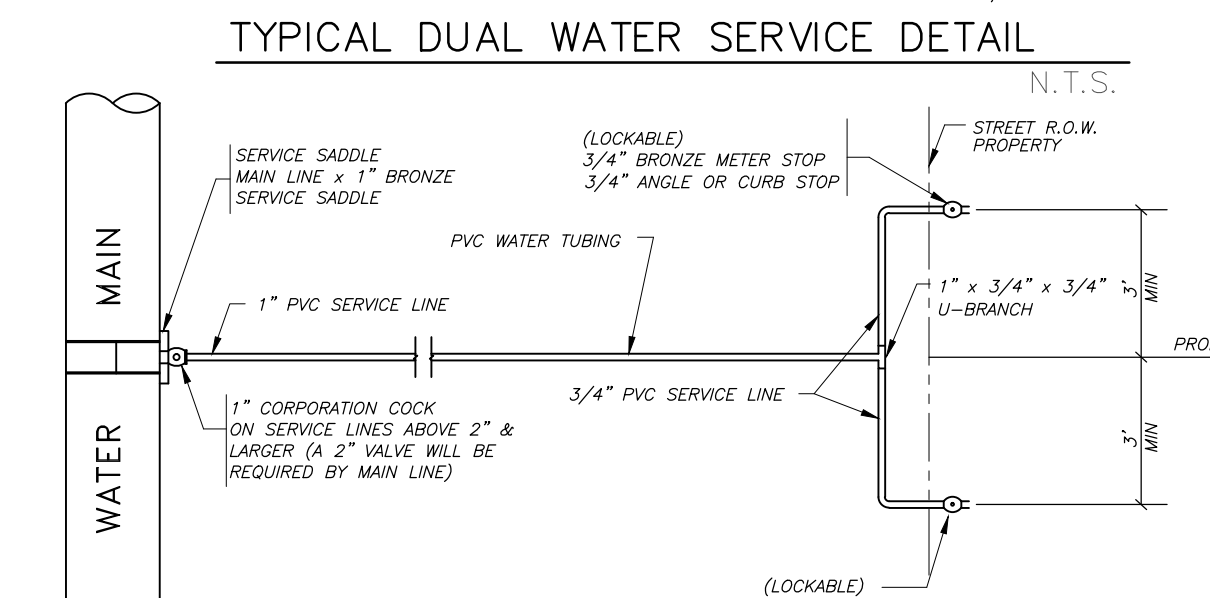 TYPICAL DUAL WATER SERVICE DETAIL
N.T.S.
STREET R.O.W.
PROPERTY
(LOCKABLE)
3/4" BRONZE METER STOP
3/4" ANGLE OR CURB STOP
SERVICE SADDLE
MAIN LINE x 1" BRONZE
SERVICE SADDLE
PVC WATER TUBING
1" PVC SERVICE LINE
1" x 3/4" x 3/4"
U-BRANCH
3'
MIN
MAIN
3/4" PVC SERVICE LINE
1" CORPORATION COCK
ON SERVICE LINES ABOVE 2" &
LARGER (A 2" VALVE WILL BE
REQUIRED BY MAIN LINE)
3'
MIN
WATER
(LOCKABLE)